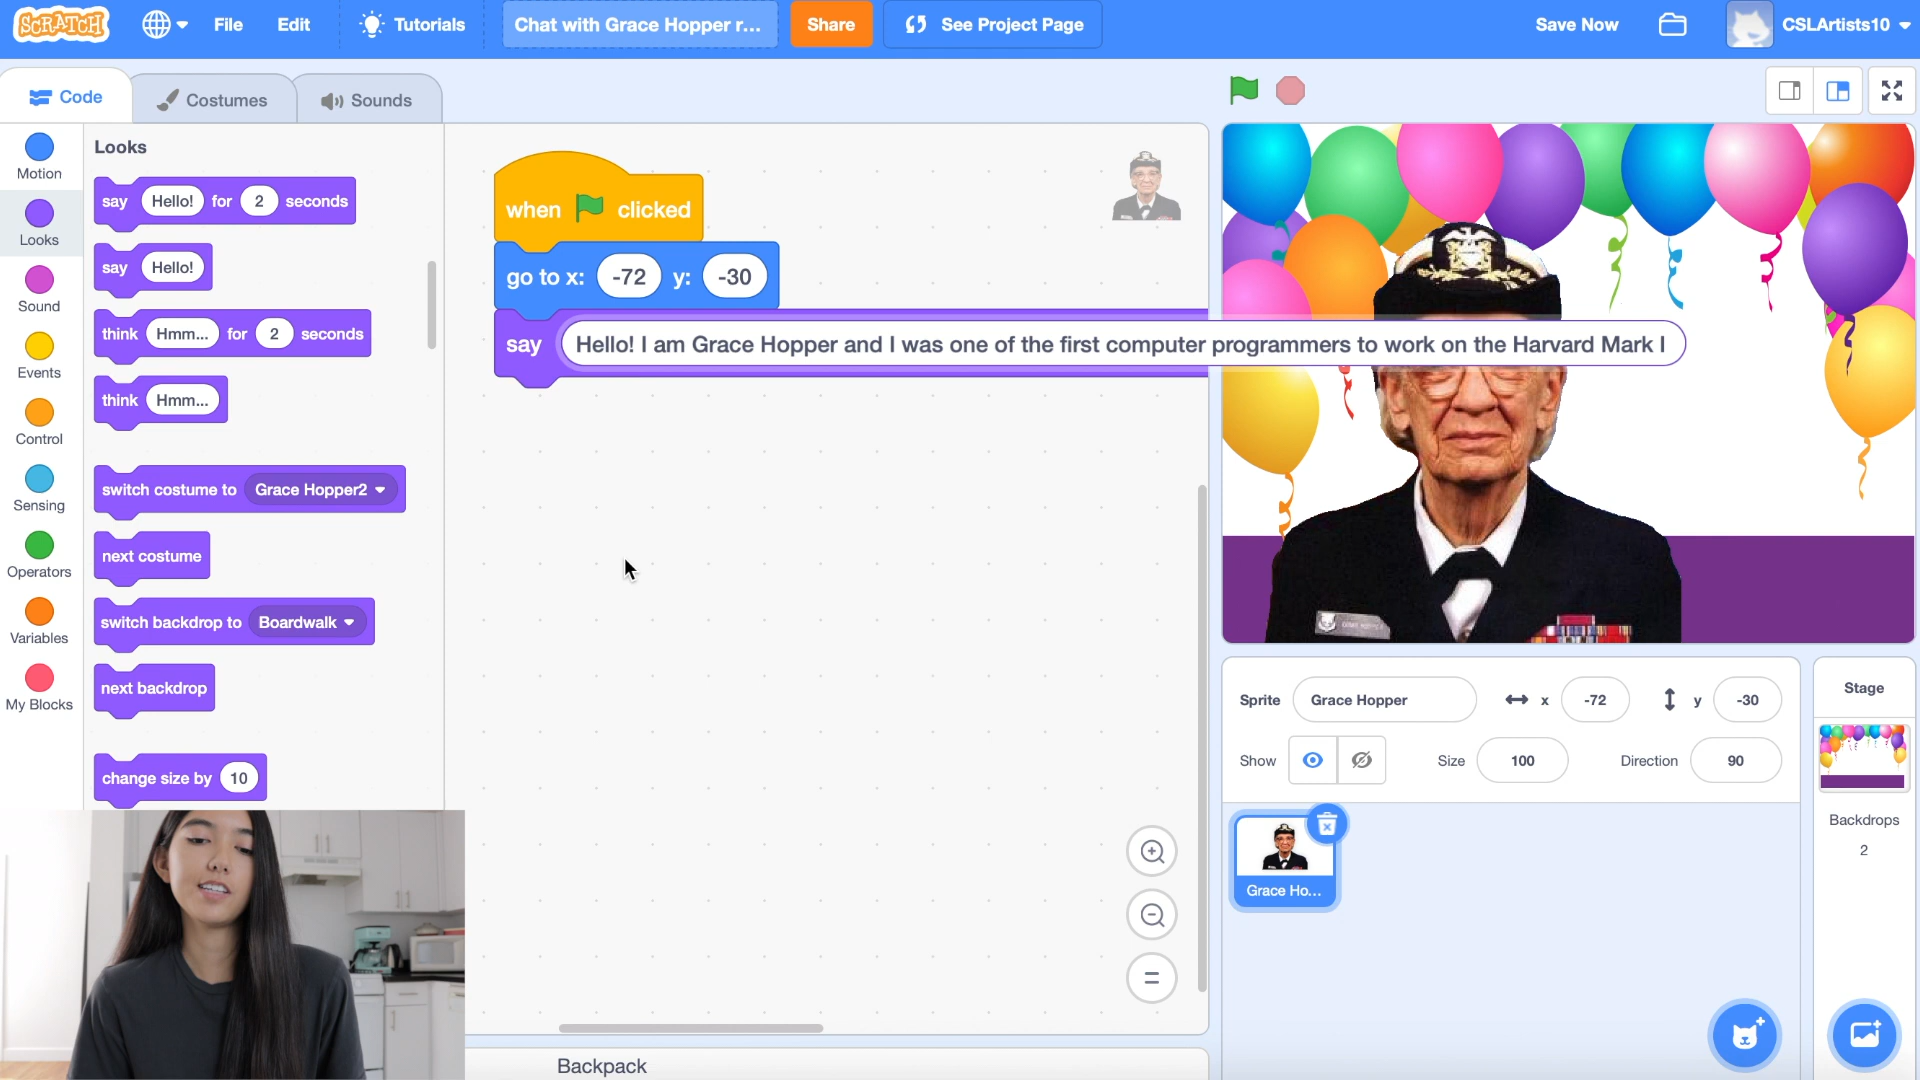 SCRATCH File Edit Tutorials Chat with Grace Hopper r... Share See Project Page Save Now CSLArtists10
Code Costumes Sounds
Motion
Looks
Sound
Events
Control
Sensing
Operators
Variables
My Blocks
Looks
say Hello! for 2 seconds
say Hello!
think Hmm... for 2 seconds
think Hmm...
switch costume to Grace Hopper2
next costume
switch backdrop to Boardwalk
next backdrop
change size by 10
when clicked
go to x: -72 y: -30
say Hello! I am Grace Hopper and I was one of the first computer programmers to work on the Harvard Mark I
Backpack
Sprite Grace Hopper x -72 y -30
Show Size 100 Direction 90
Grace Ho...
Stage
Backdrops
2